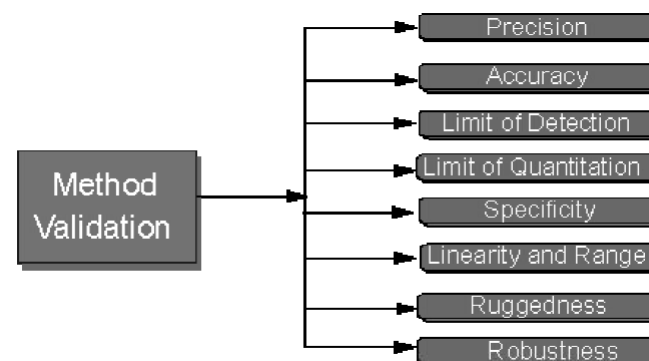 Method
Validation
Precision
Accuracy
Limit of Detection
Limit of Quantitation
Specificity
Linearity and Range
Ruggedness
Robustness